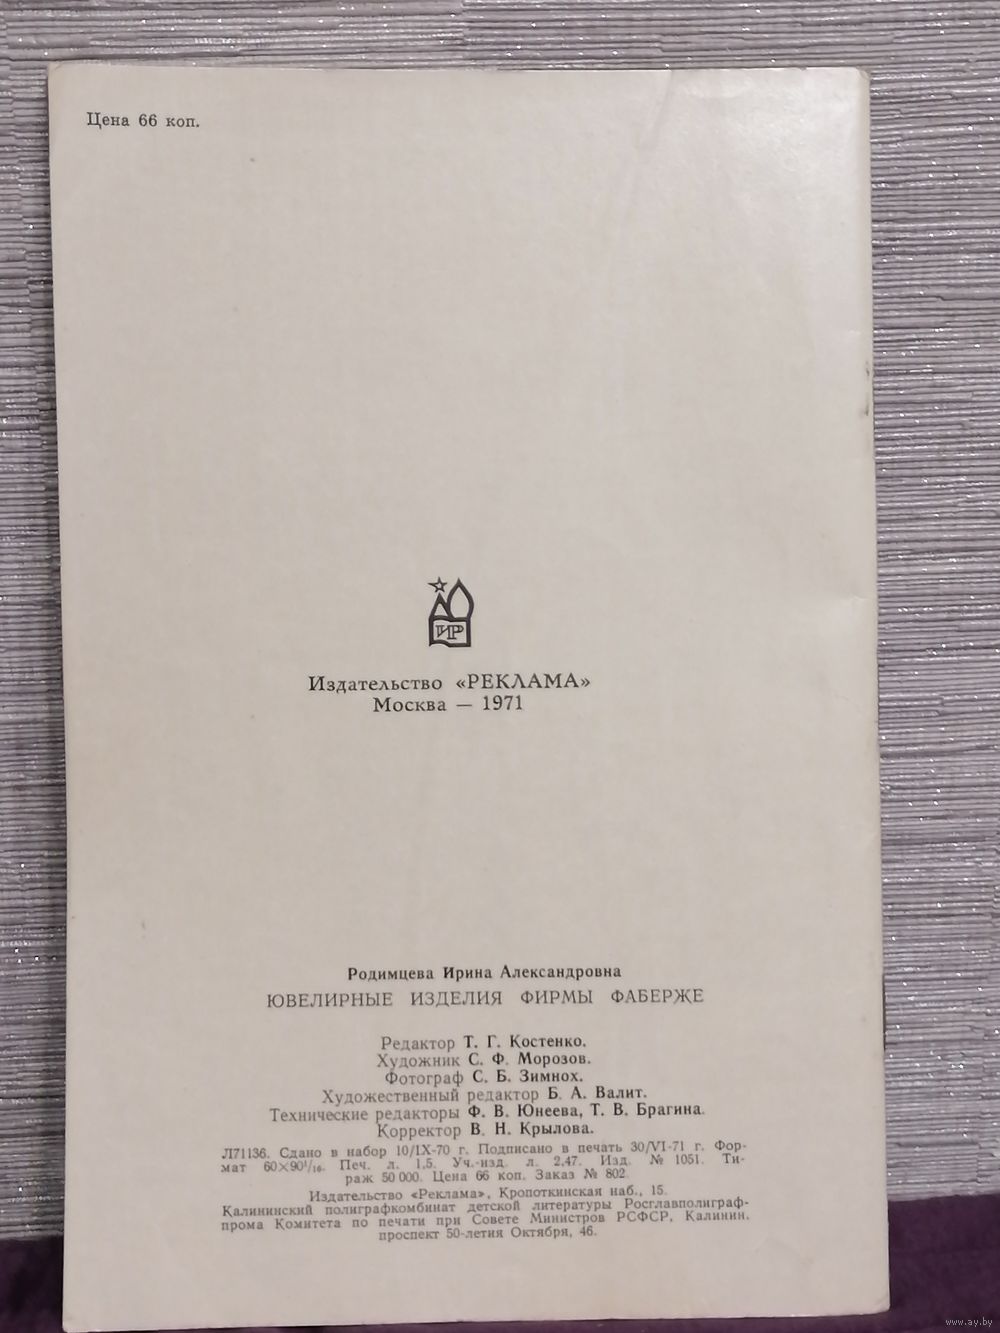 Цена 66 коп.
ИР
Издательство «РЕКЛАМА»
Москва — 1971
Родимцева Ирина Александровна
ЮВЕЛИРНЫЕ ИЗДЕЛИЯ ФИРМЫ ФАБЕРЖЕ
Редактор Т. Г. Костенко.
Художник С. Ф. Морозов.
Фотограф С. Б. Зимнох.
Художественный редактор Б. А. Валит.
Технические редакторы Ф. В. Юнеева, Т. В. Брагина.
Корректор В. Н. Крылова.
Л71136. Сдано в набор 10/IX-70 г. Подписано в печать 30/VI-71 г. Фор-
мат 60×90¹/₁₆. Печ. л. 1,5. Уч.-изд. л. 2,47. Изд. № 1051. Ти-
раж 50 000. Цена 66 коп. Заказ № 802.
Издательство «Реклама», Кропоткинская наб., 15.
Калининский полиграфкомбинат детской литературы Росглавполиграф-
прома Комитета по печати при Совете Министров РСФСР, Калинин,
проспект 50-летия Октября, 46.
www.ay.by